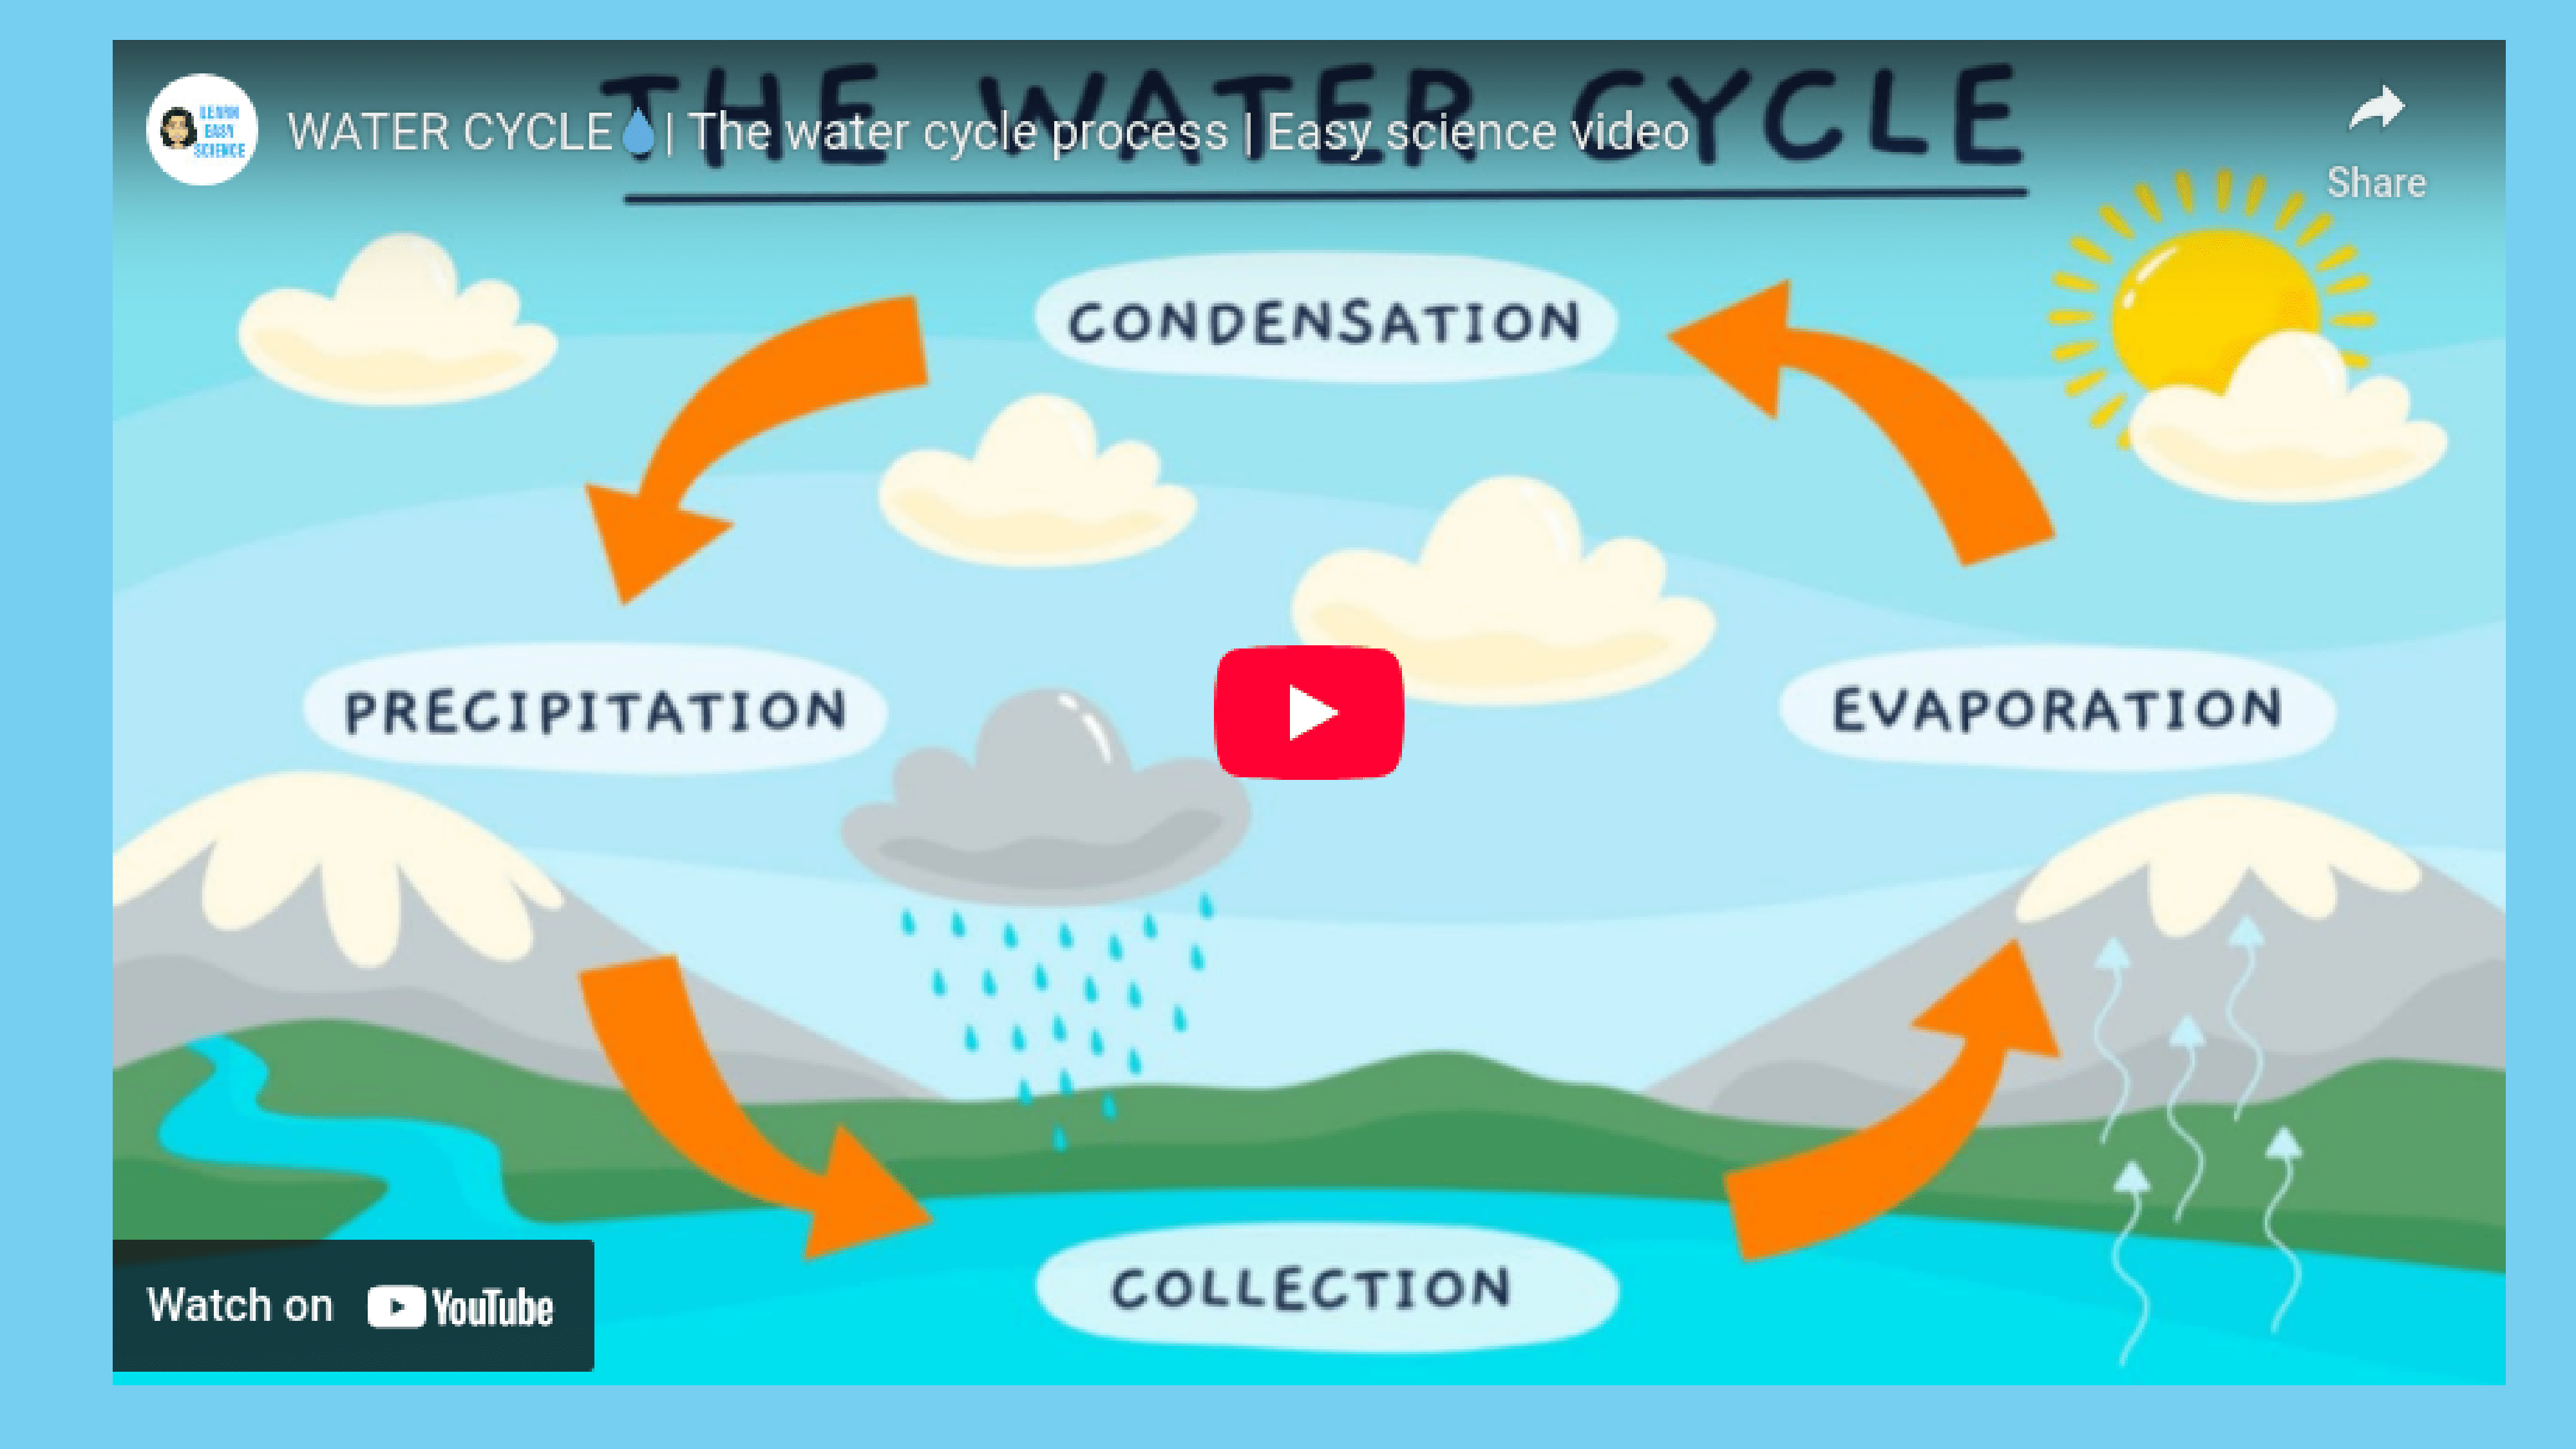 THE WATER CYCLE
LEARN
EASY
SCIENCE
WATER CYCLE💧| The water cycle process | Easy science video
Share
CONDENSATION
PRECIPITATION
EVAPORATION
COLLECTION
Watch on YouTube